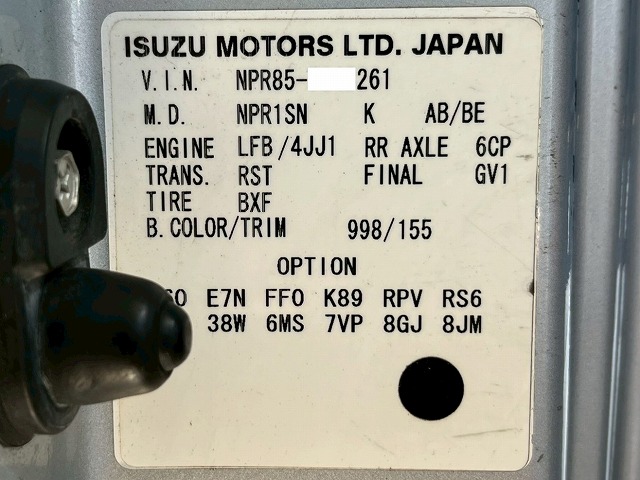 ISUZU MOTORS LTD. JAPAN
V.I.N. NPR85- 261
M.D. NPR1SN K AB/BE
ENGINE LFB/4JJ1 RR AXLE 6CP
TRANS. RST FINAL GV1
TIRE BXF
B.COLOR/TRIM 998/155
OPTION
E7N FF0 K89 RPV RS6
38W 6MS 7VP 8GJ 8JM